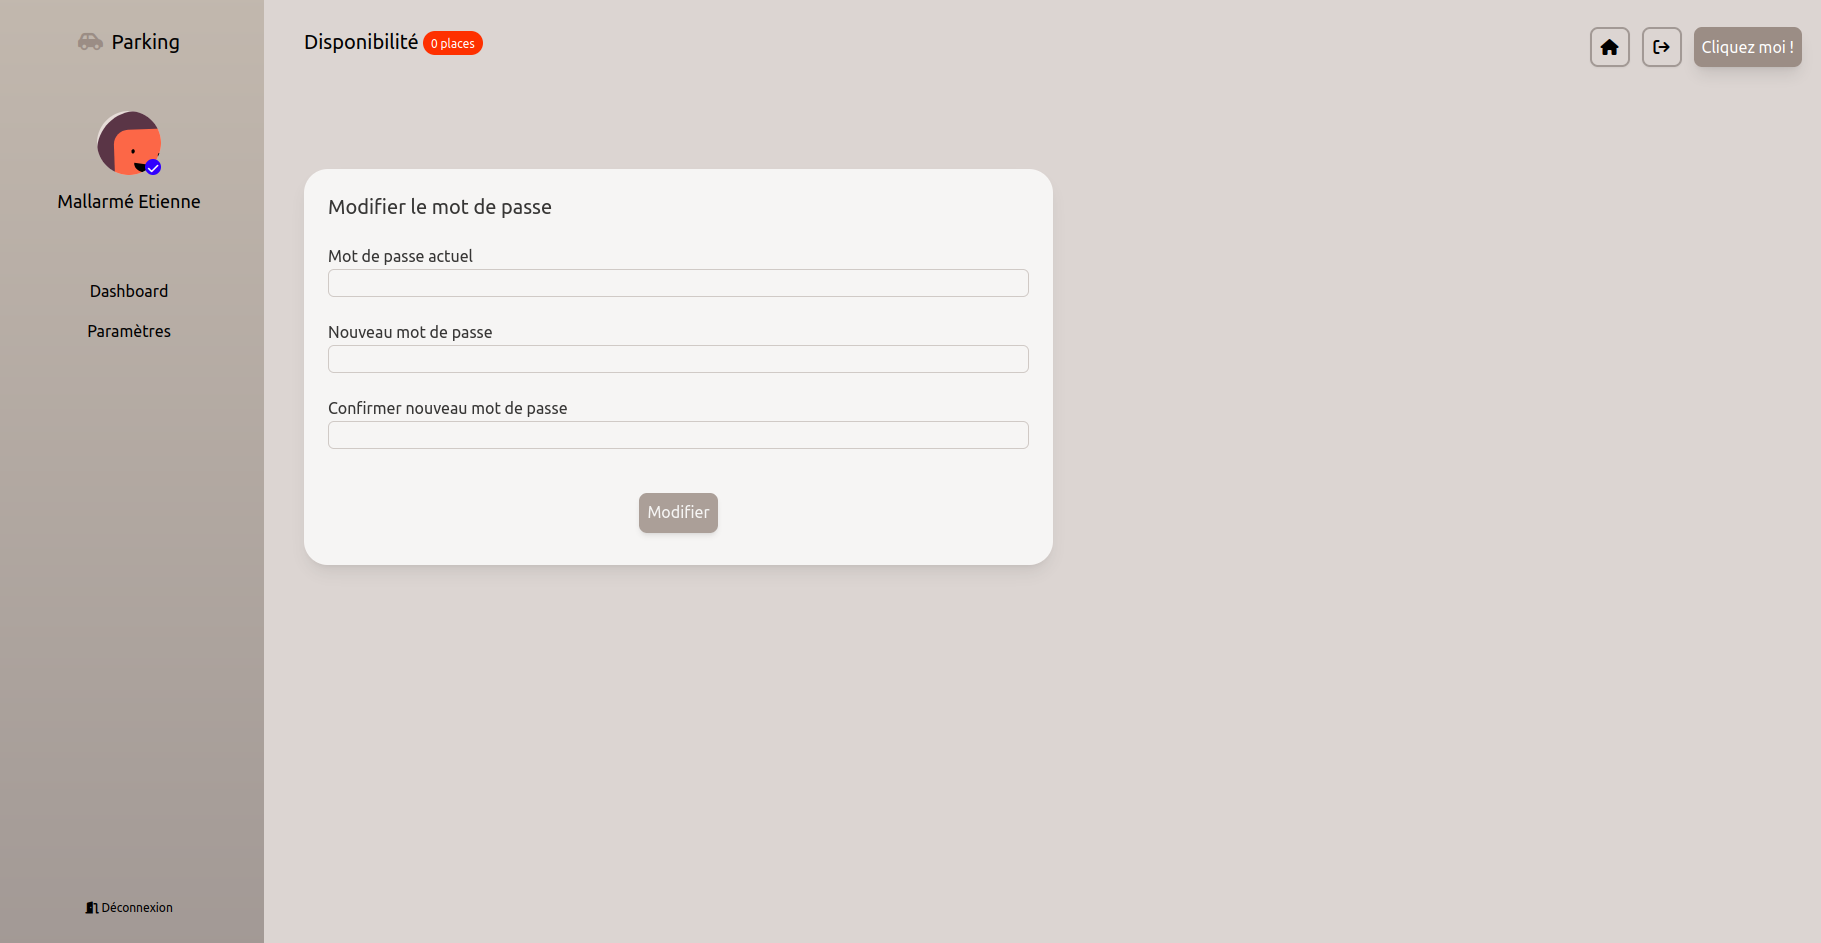 Parking
Mallarmé Etienne
Dashboard
Paramètres
Déconnexion
Disponibilité 0 places
Cliquez moi !
Modifier le mot de passe
Mot de passe actuel
Nouveau mot de passe
Confirmer nouveau mot de passe
Modifier